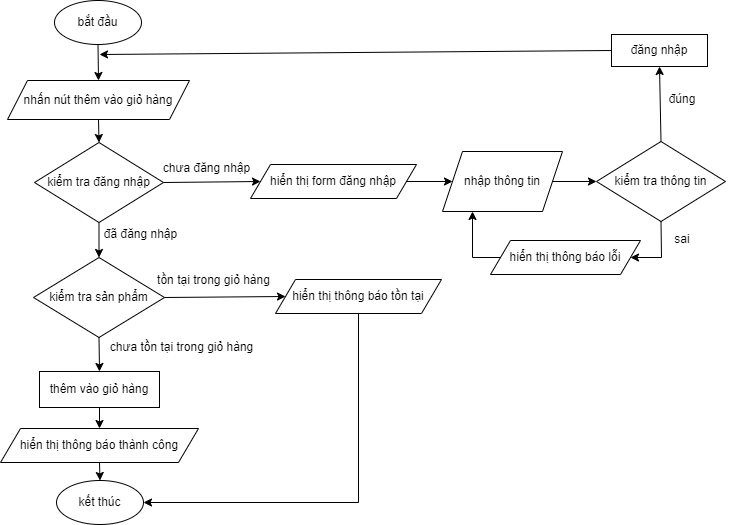 bắt đầu
đăng nhập
nhấn nút thêm vào giỏ hàng
đúng
chưa đăng nhập
kiểm tra đăng nhập
hiển thị form đăng nhập
nhập thông tin
kiểm tra thông tin
đã đăng nhập
sai
hiển thị thông báo lỗi
tồn tại trong giỏ hàng
kiểm tra sản phẩm
hiển thị thông báo tồn tại
chưa tồn tại trong giỏ hàng
thêm vào giỏ hàng
hiển thị thông báo thành công
kết thúc